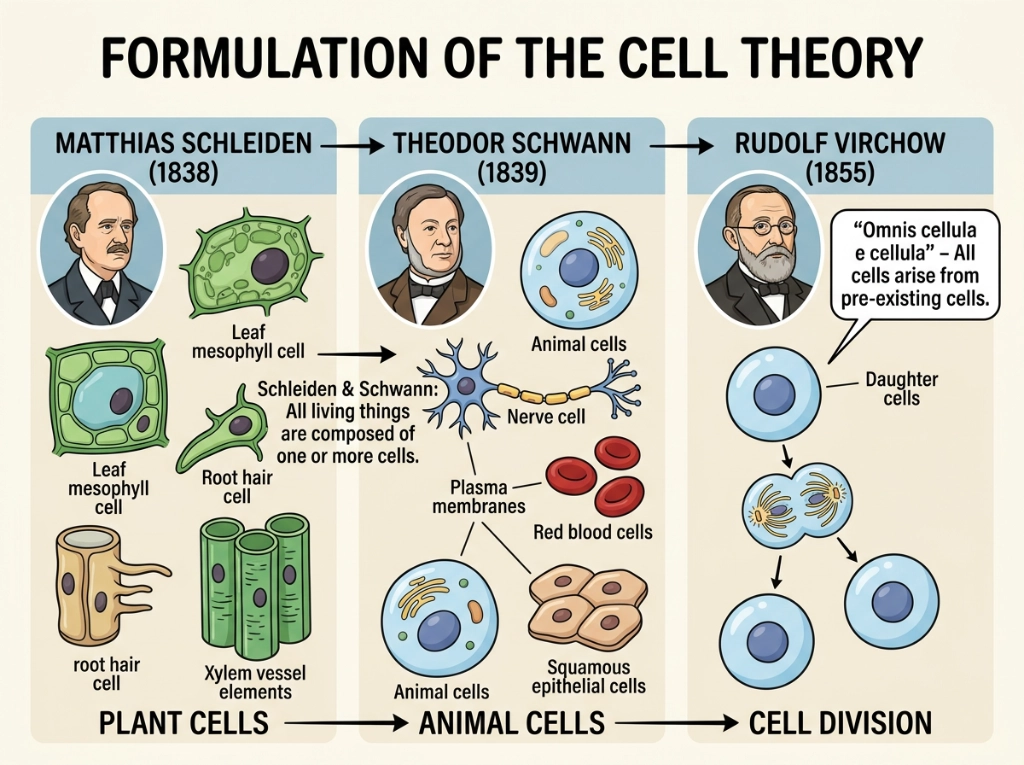 FORMULATION OF THE CELL THEORY
MATTHIAS SCHLEIDEN
(1838)
THEODOR SCHWANN
(1839)
RUDOLF VIRCHOW
(1855)
Leaf
mesophyll cell
Leaf
mesophyll
cell
Root hair
cell
root hair
cell
Xylem vessel
elements
Schleiden & Schwann:
All living things
are composed of
one or more cells.
Animal cells
Nerve cell
Plasma
membranes
Red blood cells
Animal cells
Squamous
epithelial cells
“Omnis cellula
e cellula” – All
cells arise from
pre-existing cells.
Daughter
cells
PLANT CELLS
ANIMAL CELLS
CELL DIVISION